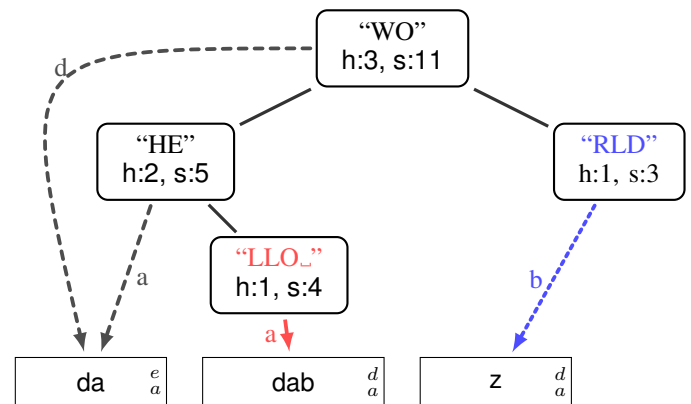 “WO”
h:3, s:11
d
“HE”
h:2, s:5
“RLD”
h:1, s:3
“LLO␣”
h:1, s:4
a
b
a
da
e
a
dab
d
a
z
d
a